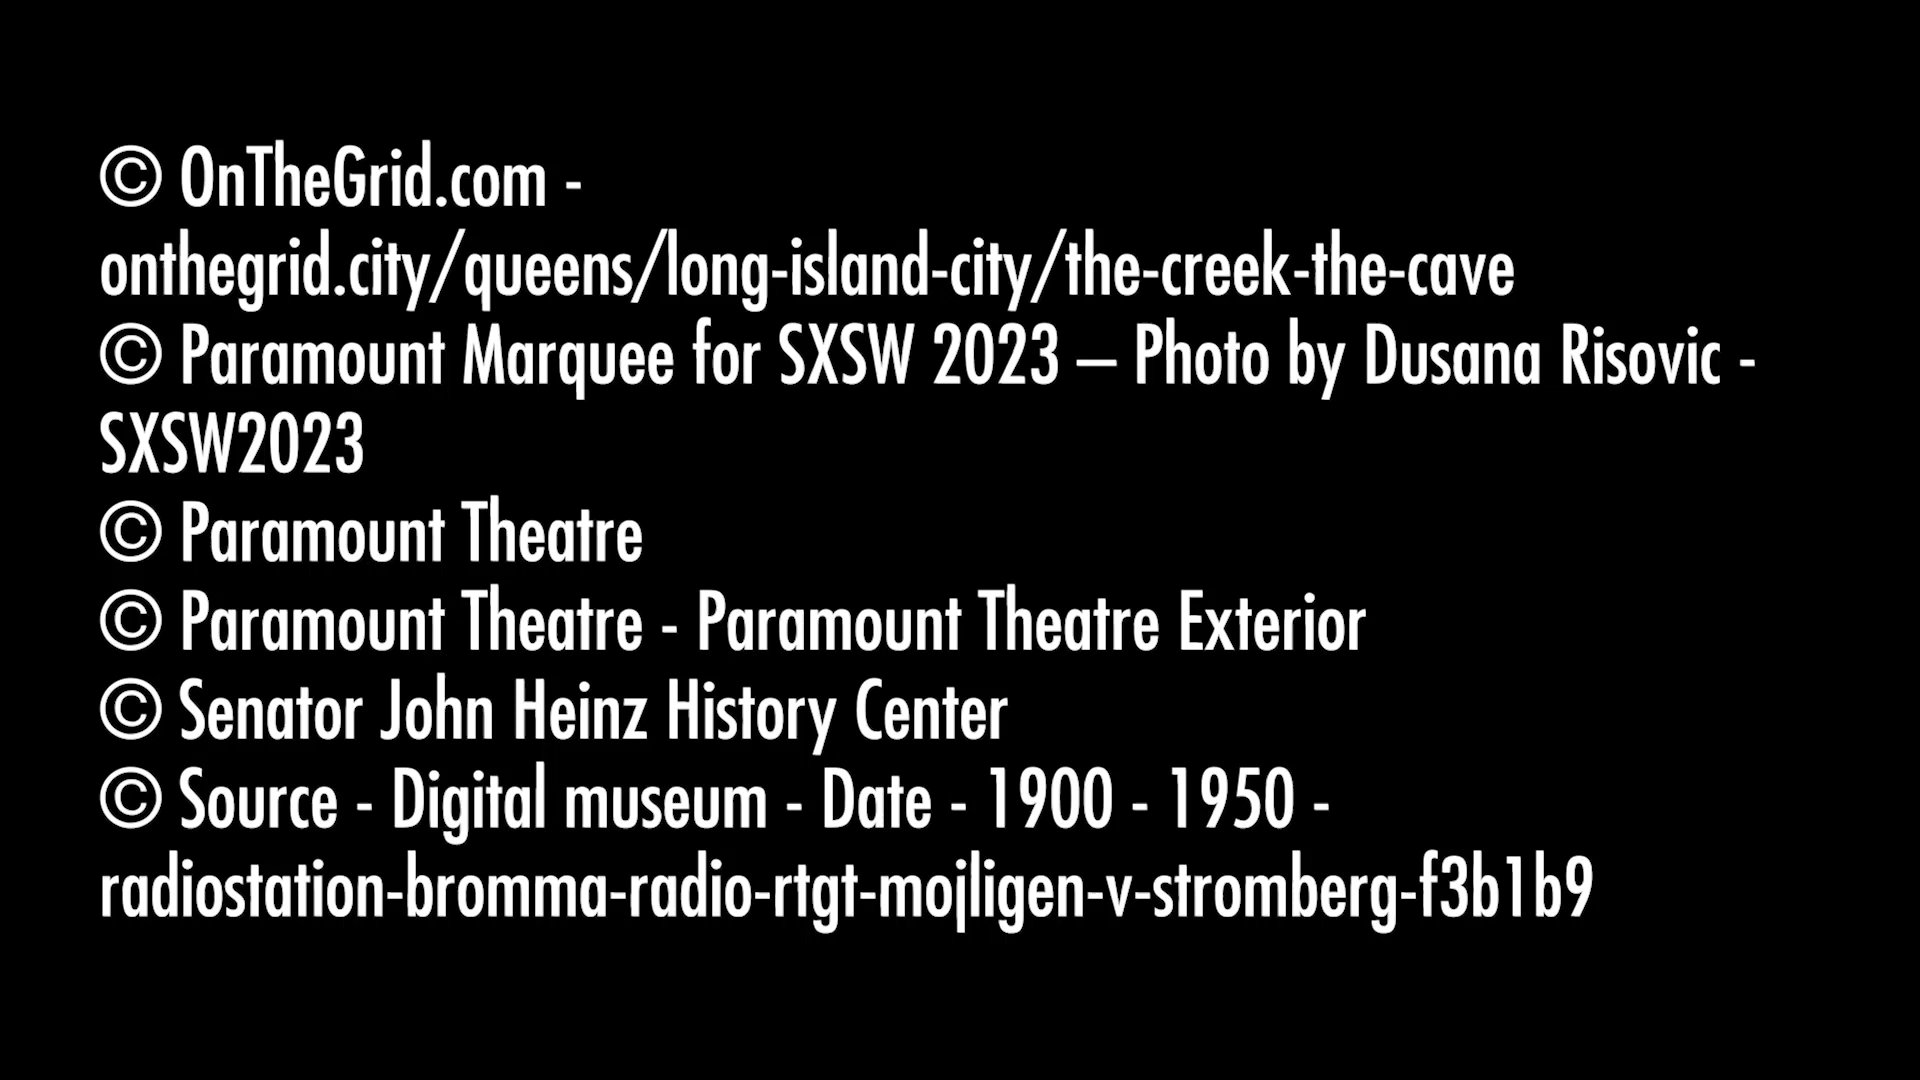 © OnTheGrid.com -
onthegrid.city/queens/long-island-city/the-creek-the-cave
© Paramount Marquee for SXSW 2023 – Photo by Dusana Risovic -
SXSW2023
© Paramount Theatre
© Paramount Theatre - Paramount Theatre Exterior
© Senator John Heinz History Center
© Source - Digital museum - Date - 1900 - 1950 -
radiostation-bromma-radio-rtgt-mojligen-v-stromberg-f3b1b9